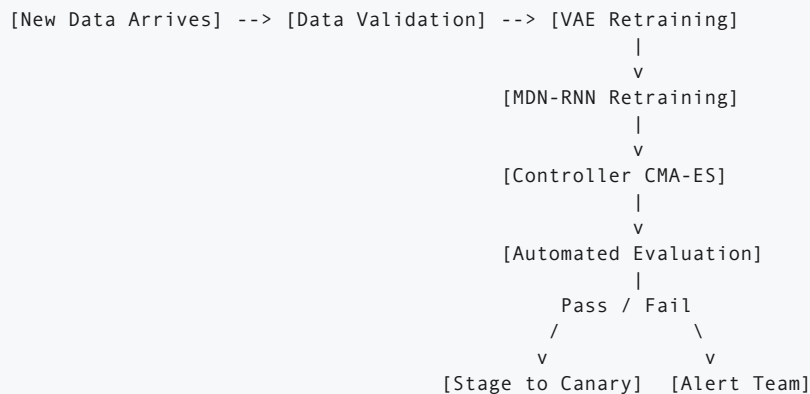 [New Data Arrives] --> [Data Validation] --> [VAE Retraining]
|
v
[MDN-RNN Retraining]
|
v
[Controller CMA-ES]
|
v
[Automated Evaluation]
|
Pass / Fail
/ \
v v
[Stage to Canary] [Alert Team]